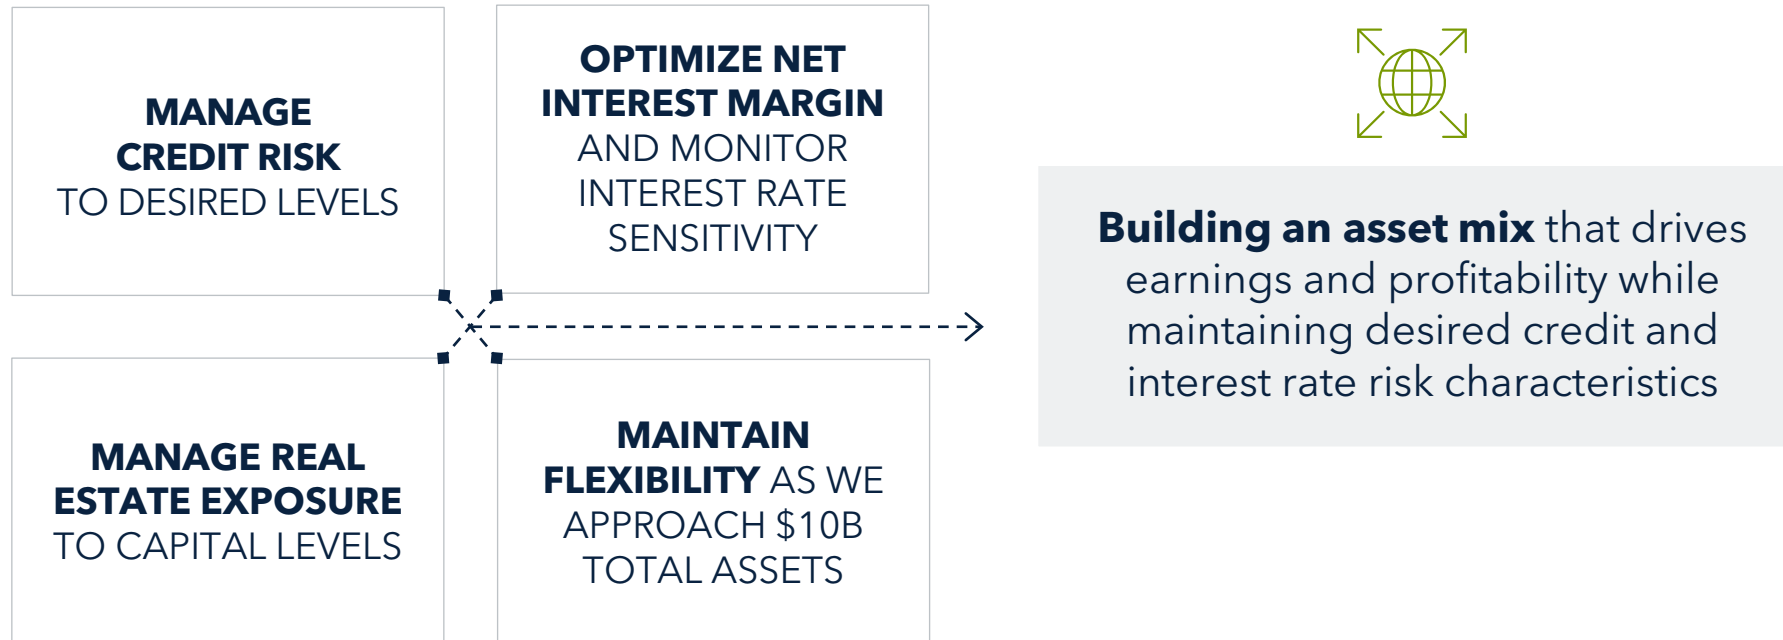 MANAGE
CREDIT RISK
TO DESIRED LEVELS
OPTIMIZE NET
INTEREST MARGIN
AND MONITOR
INTEREST RATE
SENSITIVITY
MANAGE REAL
ESTATE EXPOSURE
TO CAPITAL LEVELS
MAINTAIN
FLEXIBILITY AS WE
APPROACH $10B
TOTAL ASSETS
Building an asset mix that drives
earnings and profitability while
maintaining desired credit and
interest rate risk characteristics